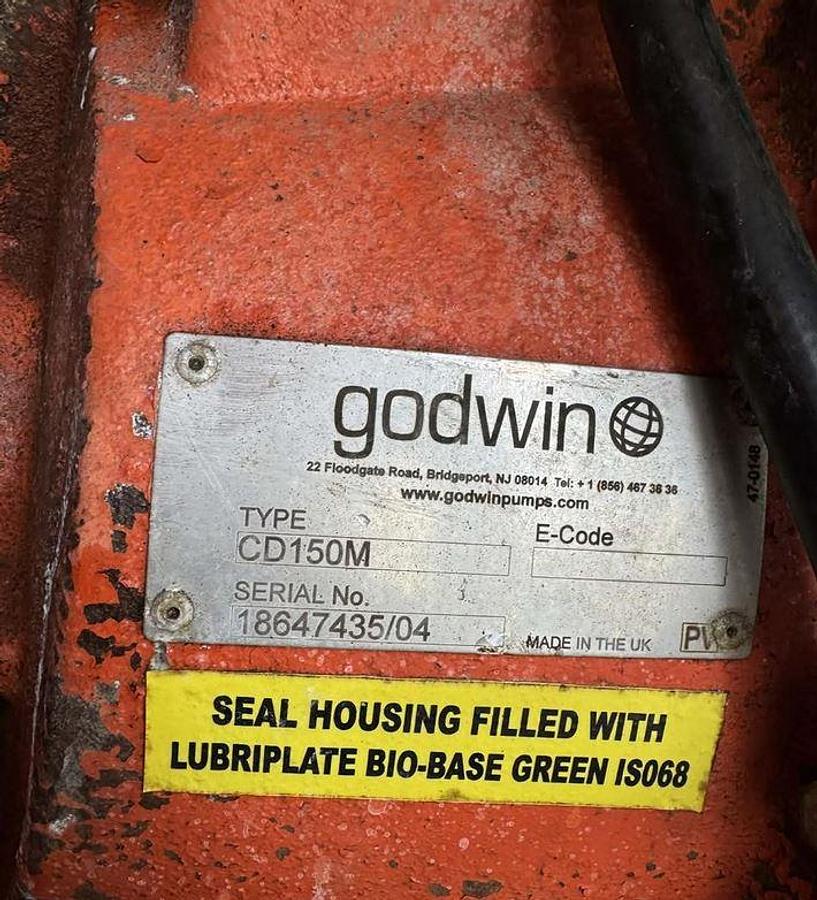 godwin
22 Floodgate Road, Bridgeport, NJ 08014 Tel: + 1 (856) 467 36 36
www.godwinpumps.com
47-0148
TYPE
E-Code
CD150M
SERIAL No.
18647435/04
MADE IN THE UK
SEAL HOUSING FILLED WITH
LUBRIPLATE BIO-BASE GREEN IS068